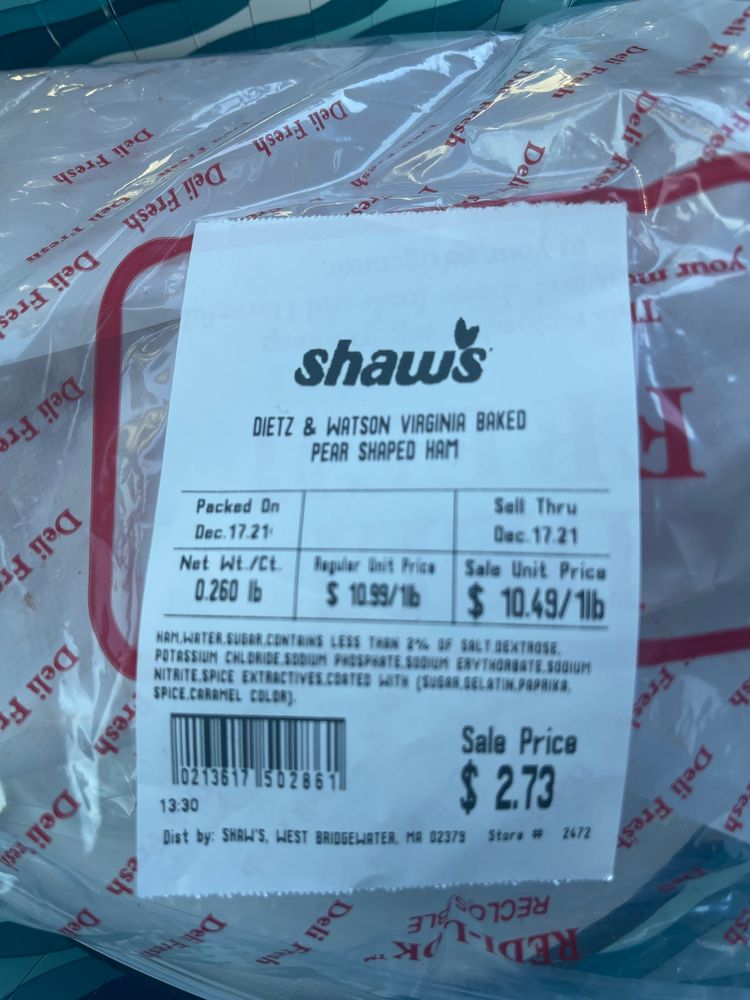 shaw's
DIETZ & WATSON VIRGINIA BAKED
PEAR SHAPED HAM
Packed On
Sell Thru
Dec.17.21
Dec.17.21
Net Wt./Ct.
Regular Unit Price
Sale Unit Price
0.260 lb
$ 10.99/1lb
$ 10.49/1lb
HAM,WATER,SUGAR,CONTAINS LESS THAN 2% OF SALT,DEXTROSE,
POTASSIUM CHLORIDE,SODIUM PHOSPHATE,SODIUM ERYTHORBATE,SODIUM
NITRITE,SPICE EXTRACTIVES,COATED WITH (SUGAR,GELATIN,PAPRIKA,
SPICE,CARAMEL COLOR).
Sale Price
$ 2.73
0213617 502861
13:30
Dist by: SHAW'S, WEST BRIDGEWATER, MA 02379 Store # 2472
REDI-LOK™
RECLOSABLE
Deli Fresh
Deli Fresh
Deli Fresh
Deli Fresh
Deli Fresh